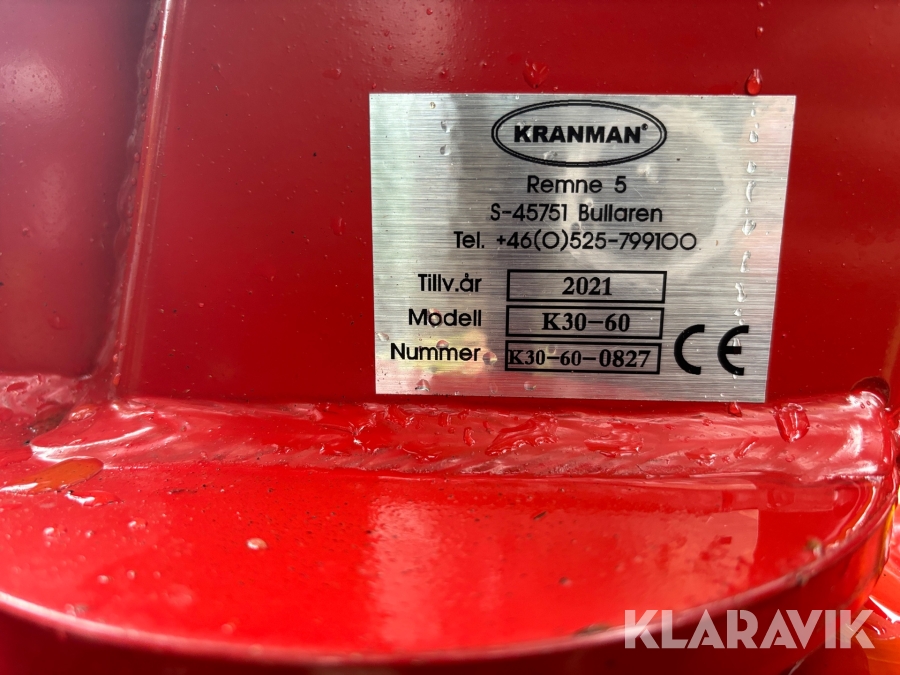 KRANMAN®
Remne 5
S-45751 Bullaren
Tel. +46(0)525-799100
Tillv.år 2021
Modell K30-60
Nummer K30-60-0827 CE
KLARAVIK